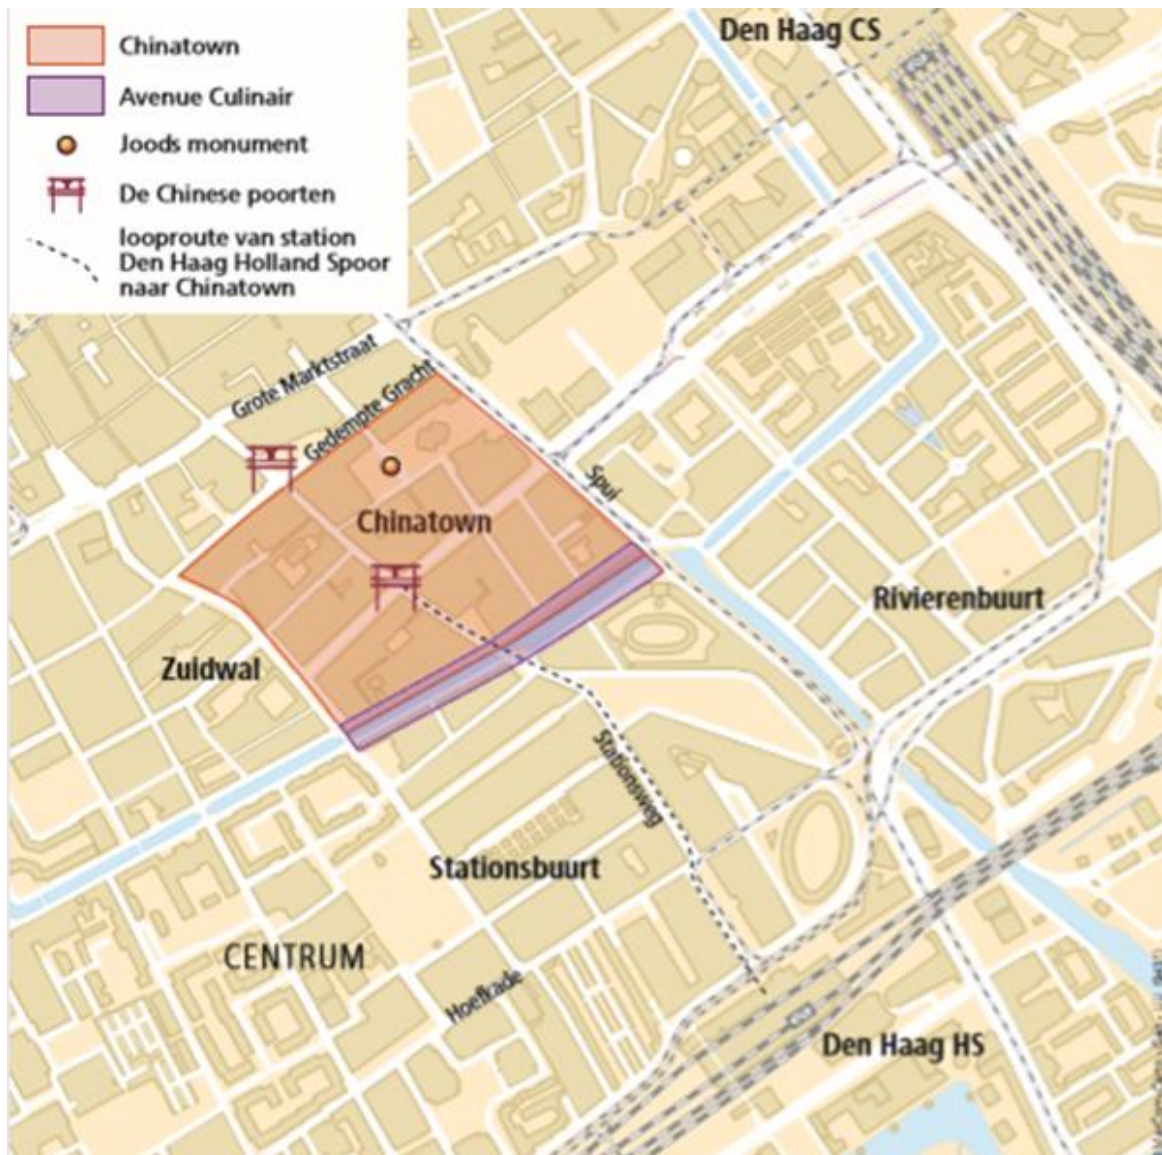 Chinatown
Avenue Culinair
Joods monument
De Chinese poorten
looproute van station
Den Haag Holland Spoor
naar Chinatown
Den Haag CS
Grote Marktstraat
Gedempte Gracht
Spui
Chinatown
Rivierenbuurt
Zuidwal
Stationsweg
Stationsbuurt
CENTRUM
Hoefkade
Den Haag HS